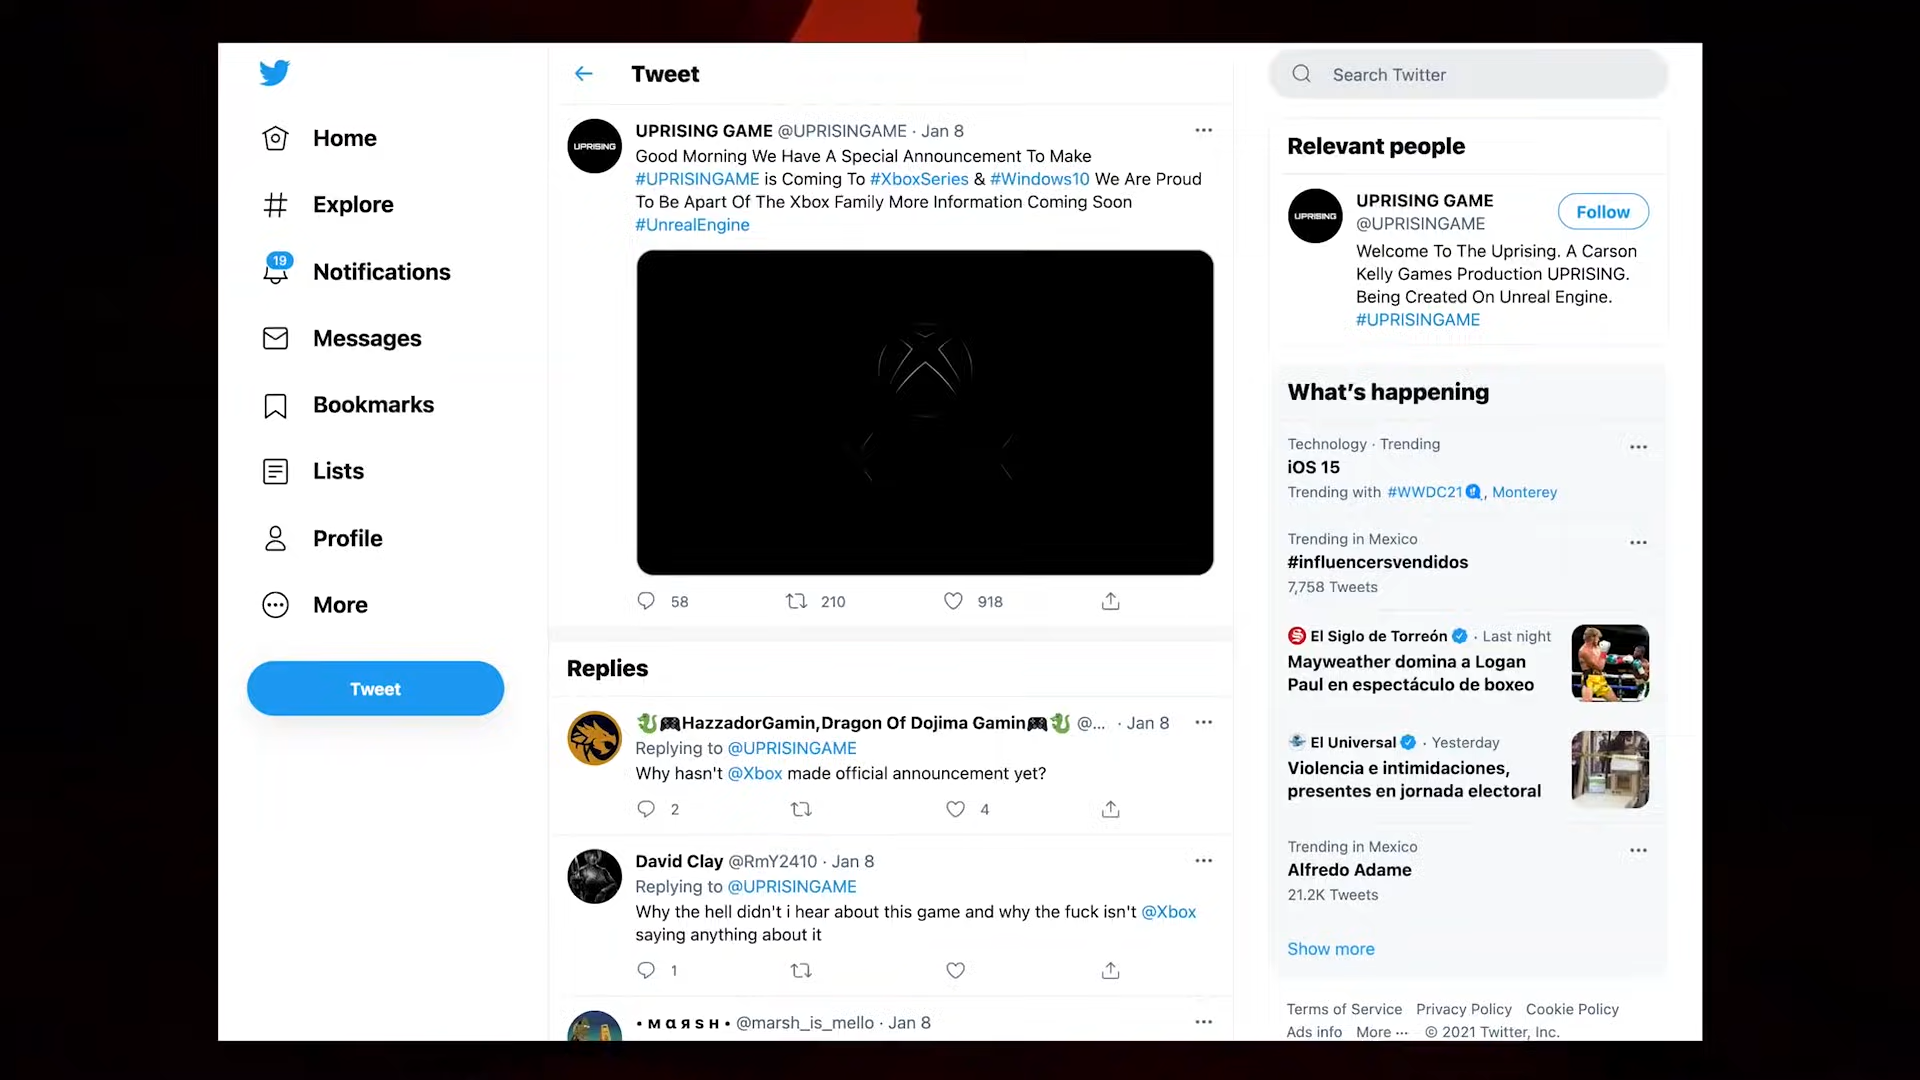 Home
Explore
19
Notifications
Messages
Bookmarks
Lists
Profile
More
Tweet
Tweet
UPRISING
UPRISING GAME @UPRISINGAME · Jan 8
Good Morning We Have A Special Announcement To Make
#UPRISINGAME is Coming To #XboxSeries & #Windows10 We Are Proud
To Be Apart Of The Xbox Family More Information Coming Soon
#UnrealEngine
58 210 918
Replies
🐉🎮HazzadorGamin,Dragon Of Dojima Gamin🎮🐉 @... · Jan 8
Replying to @UPRISINGAME
Why hasn't @Xbox made official announcement yet?
2 4
David Clay @RmY2410 · Jan 8
Replying to @UPRISINGAME
Why the hell didn't i hear about this game and why the fuck isn't @Xbox
saying anything about it
1
• ᴍαʀsʜ • @marsh_is_mello · Jan 8
Search Twitter
Relevant people
UPRISING
UPRISING GAME
@UPRISINGAME
Follow
Welcome To The Uprising. A Carson
Kelly Games Production UPRISING.
Being Created On Unreal Engine.
#UPRISINGAME
What's happening
Technology · Trending
iOS 15
Trending with #WWDC21, Monterey
Trending in Mexico
#influencersvendidos
7,758 Tweets
El Siglo de Torreón · Last night
Mayweather domina a Logan
Paul en espectáculo de boxeo
El Universal · Yesterday
Violencia e intimidaciones,
presentes en jornada electoral
Trending in Mexico
Alfredo Adame
21.2K Tweets
Show more
Terms of Service Privacy Policy Cookie Policy
Ads info More ··· © 2021 Twitter, Inc.